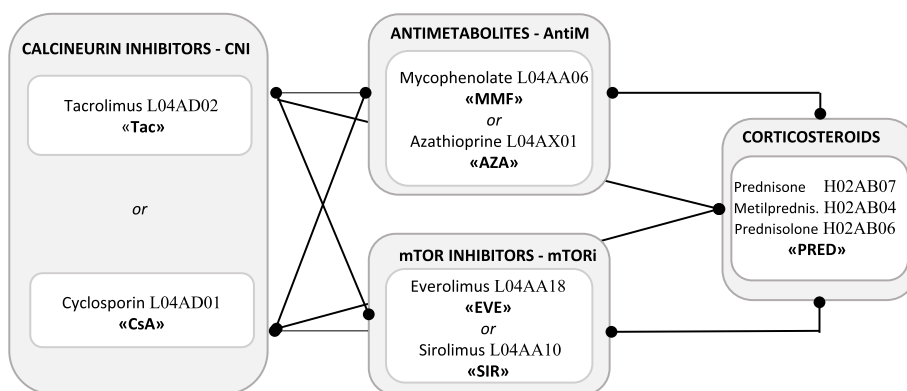 CALCINEURIN INHIBITORS - CNI
Tacrolimus L04AD02
«Tac»
or
Cyclosporin L04AD01
«CsA»
ANTIMETABOLITES - AntiM
Mycophenolate L04AA06
«MMF»
or
Azathioprine L04AX01
«AZA»
mTOR INHIBITORS - mTORi
Everolimus L04AA18
«EVE»
or
Sirolimus L04AA10
«SIR»
CORTICOSTEROIDS
Prednisone H02AB07
Metilprednis. H02AB04
Prednisolone H02AB06
«PRED»